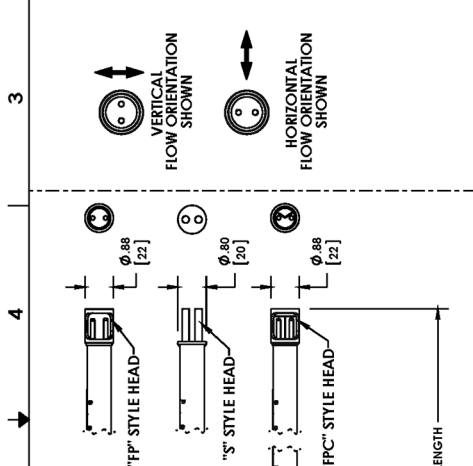 3
VERTICAL
FLOW ORIENTATION
SHOWN
HORIZONTAL
FLOW ORIENTATION
SHOWN
4
Ø.88
[22]
"FP" STYLE HEAD
Ø.80
[20]
"S" STYLE HEAD
Ø.88
[22]
FPC" STYLE HEAD
LENGTH